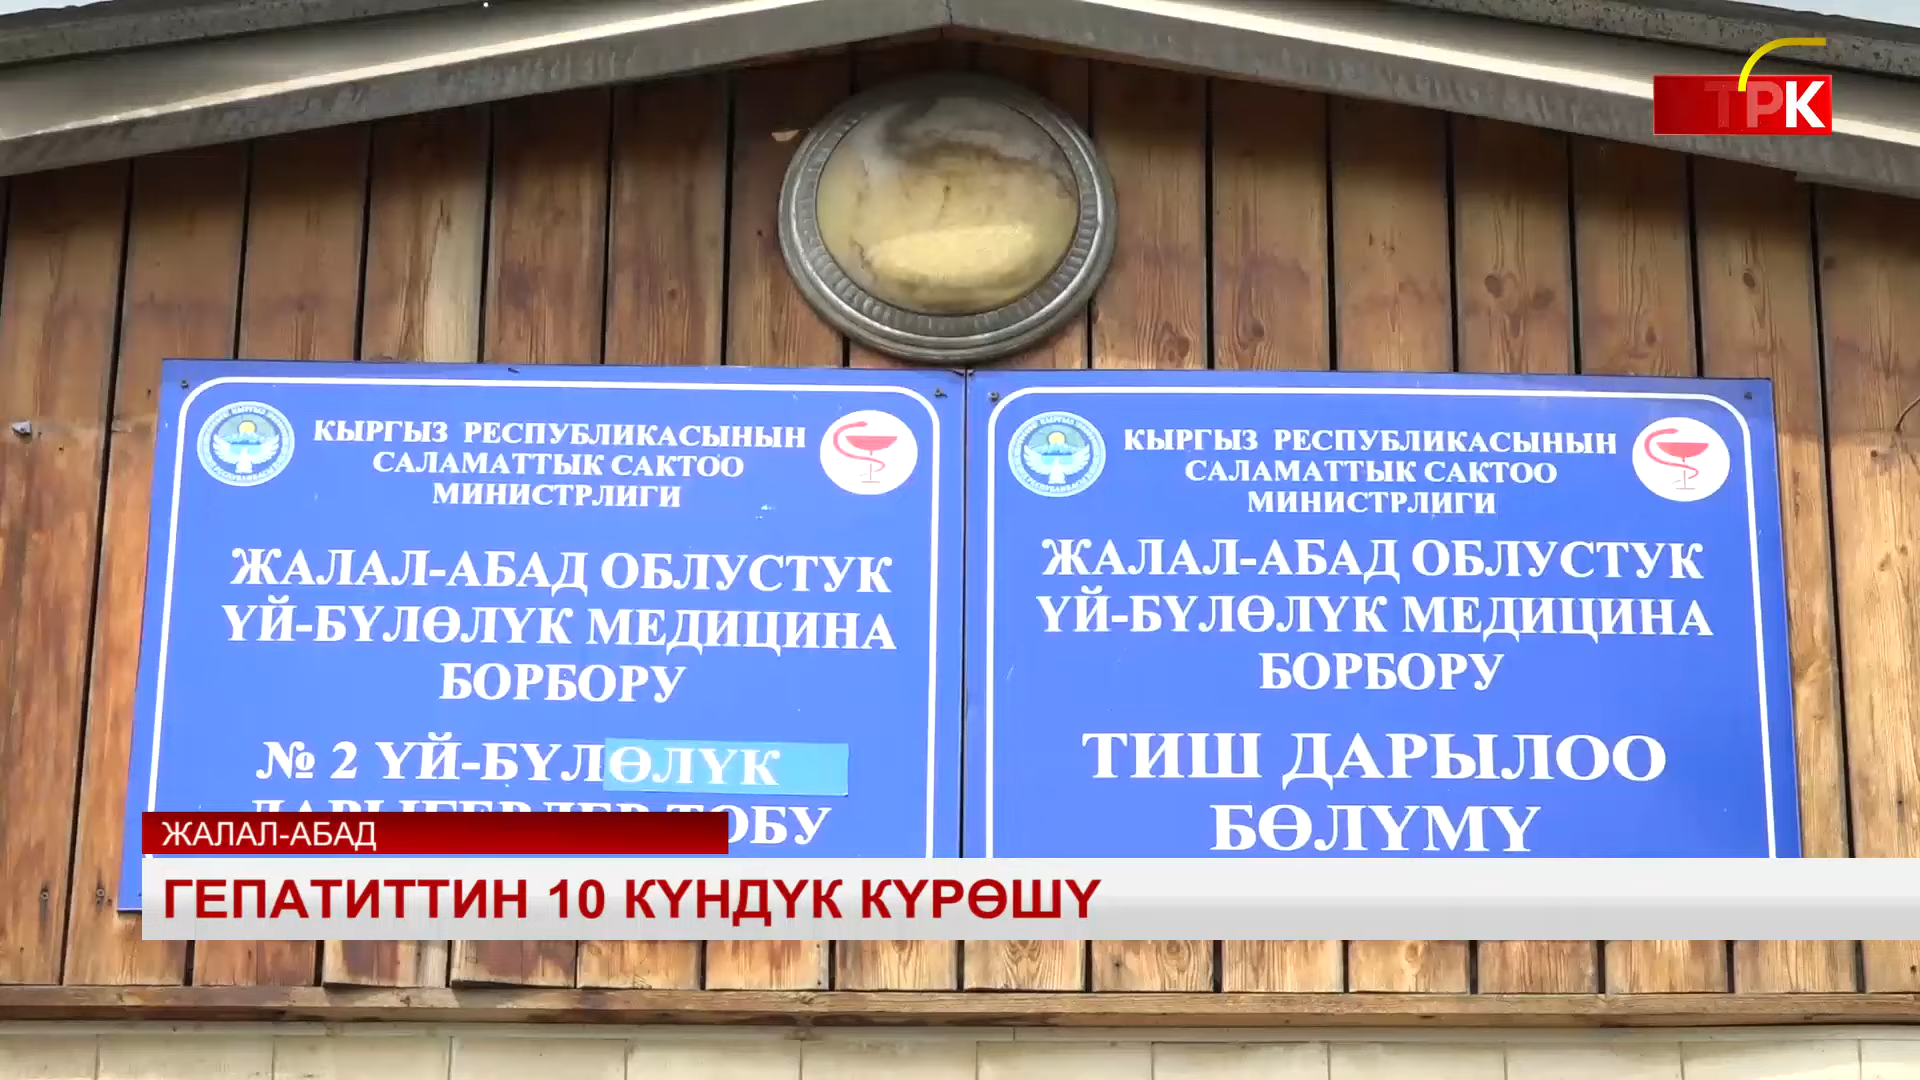 ТРК
КЫРГЫЗ РЕСПУБЛИКАСЫНЫН
САЛАМАТТЫК САКТОО
МИНИСТРЛИГИ
ЖАЛАЛ-АБАД ОБЛУСТУК
ҮЙ-БҮЛӨЛҮК МЕДИЦИНА
БОРБОРУ
№ 2 ҮЙ-БҮЛӨЛҮК
ДАРЫГЕРЛЕР ТОБУ
КЫРГЫЗ РЕСПУБЛИКАСЫНЫН
САЛАМАТТЫК САКТОО
МИНИСТРЛИГИ
ЖАЛАЛ-АБАД ОБЛУСТУК
ҮЙ-БҮЛӨЛҮК МЕДИЦИНА
БОРБОРУ
ТИШ ДАРЫЛОО
БӨЛҮМҮ
ЖАЛАЛ-АБАД
ГЕПАТИТТИН 10 КҮНДҮК КҮРӨШҮ